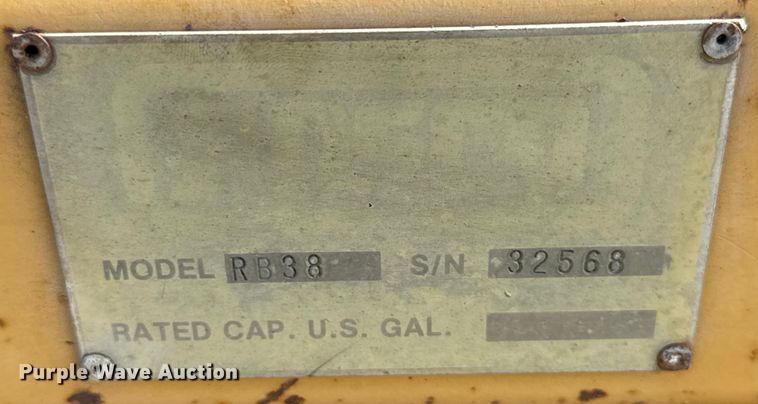 MODEL RB38 S/N 32568
RATED CAP. U.S. GAL.
Purple Wave Auction